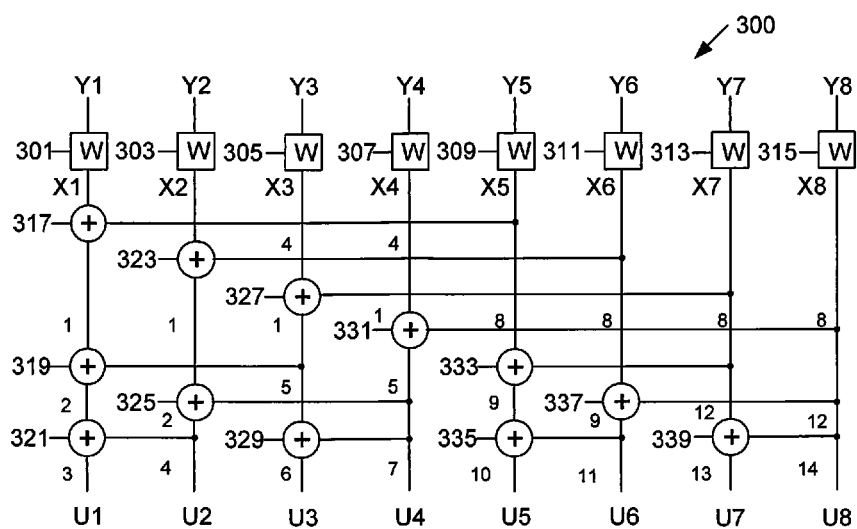 300
Y1 Y2 Y3 Y4 Y5 Y6 Y7 Y8
301 W 303 W 305 W 307 W 309 W 311 W 313 W 315 W
X1 X2 X3 X4 X5 X6 X7 X8
317 +
4 4
323 +
327 +
1 1 1 1 8 8 8 8
331 +
319 + 333 +
5 5
2 325 + 9 337 + 12 12
2 9
321 + 329 + 335 + 339 +
3 4 6 7 10 11 13 14
U1 U2 U3 U4 U5 U6 U7 U8